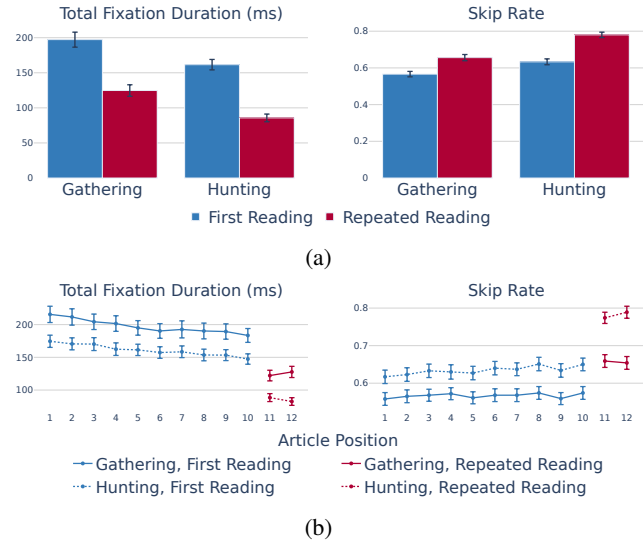 Total Fixation Duration (ms)
Skip Rate
200
150
100
50
0
Gathering
Hunting
0.8
0.6
0.4
0.2
0
Gathering
Hunting
First Reading
Repeated Reading
(a)
Total Fixation Duration (ms)
Skip Rate
200
150
100
1 2 3 4 5 6 7 8 9 10 11 12
0.8
0.7
0.6
1 2 3 4 5 6 7 8 9 10 11 12
Article Position
Gathering, First Reading
Gathering, Repeated Reading
Hunting, First Reading
Hunting, Repeated Reading
(b)